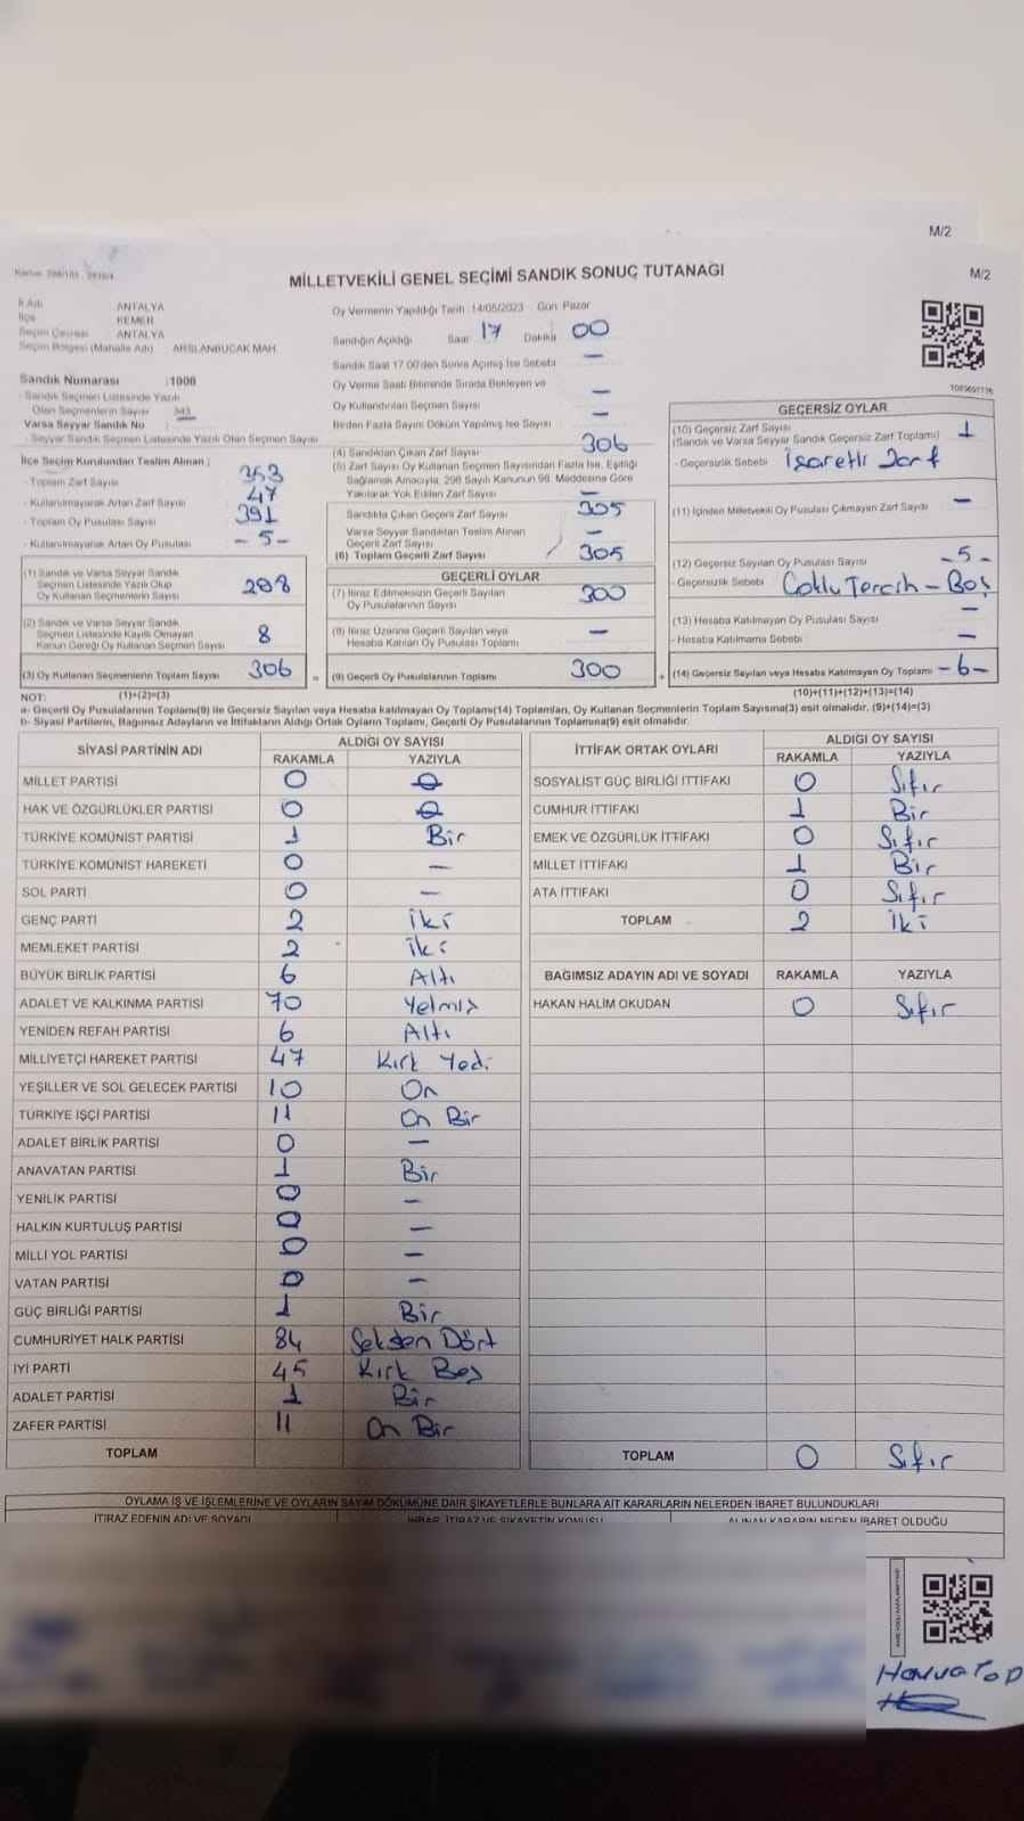 M/2
M/2
MİLLETVEKİLİ GENEL SEÇİMİ SANDIK SONUÇ TUTANAĞI
İl Adı ANTALYA
İlçe KEMER
Seçim Çevresi ANTALYA
Seçim Bölgesi (Mahalle Adı) ARSLANBUCAK MAH.
Sandık Numarası :1006
Sandık Seçmen Listesinde Yazılı
Olan Seçmenlerin Sayısı
Varsa Seyyar Sandık No
- Seyyar Sandık Seçmen Listesinde Yazılı Olan Seçmen Sayısı
İlçe Seçim Kurulundan Teslim Alınan ;
- Toplam Zarf Sayısı 353
- Kullanılmayarak Artan Zarf Sayısı 47
- Toplam Oy Pusulası Sayısı 391
- Kullanılmayarak Artan Oy Pusulası - 5 -
(1) Sandık ve Varsa Seyyar Sandık
Seçmen Listesinde Yazılı Olup
Oy Kullanan Seçmenlerin Sayısı 298
(2) Sandık ve Varsa Seyyar Sandık
Seçmen Listesinde Kayıtlı Olmayan
Kanun Gereği Oy Kullanan Seçmen Sayısı 8
(3) Oy Kullanan Seçmenlerin Toplam Sayısı 306
Oy Vermenin Yapıldığı Tarih 14/05/2023 Gün Pazar
Sandığın Açıldığı Saat 17 Dakika 00
Sandık Saat 17.00'den Sonra Açılmış İse Sebebi —
Oy Verme Saati Bitiminde Sırada Bekleyen ve
Oy Kullandırılan Seçmen Sayısı —
Birden Fazla Sayım Döküm Yapılmış İse Sayısı —
(4) Sandıktan Çıkan Zarf Sayısı 306
(5) Zarf Sayısı Oy Kullanan Seçmen Sayısından Fazla İse, Eşitliği
Sağlamak Amacıyla, 298 Sayılı Kanunun 98. Maddesine Göre
Yakılarak Yok Edilen Zarf Sayısı —
Sandıkta Çıkan Geçerli Zarf Sayısı 305
Varsa Seyyar Sandıktan Teslim Alınan
Geçerli Zarf Sayısı —
(6) Toplam Geçerli Zarf Sayısı 305
GEÇERLİ OYLAR
(7) İtiraz Edilmeksizin Geçerli Sayılan
Oy Pusulalarının Sayısı 300
(8) İtiraz Üzerine Geçerli Sayılan veya
Hesaba Katılan Oy Pusulası Toplamı —
= (9) Geçerli Oy Pusulalarının Toplamı 300
GEÇERSİZ OYLAR
(10) Geçersiz Zarf Sayısı
(Sandık ve Varsa Seyyar Sandık Geçersiz Zarf Toplamı) 1
- Geçersizlik Sebebi İşaretli Zarf
(11) İçinden Milletvekili Oy Pusulası Çıkmayan Zarf Sayısı —
(12) Geçersiz Sayılan Oy Pusulası Sayısı - 5 -
- Geçersizlik Sebebi Çoklu Tercih - Boş
(13) Hesaba Katılmayan Oy Pusulası Sayısı —
- Hesaba Katılmama Sebebi —
+ (14) Geçersiz Sayılan veya Hesaba Katılmayan Oy Toplamı - 6 -
NOT: (1)+(2)=(3) (10)+(11)+(12)+(13)=(14)
a- Geçerli Oy Pusulalarının Toplamı(9) ile Geçersiz Sayılan veya Hesaba katılmayan Oy Toplamı(14) Toplamları, Oy Kullanan Seçmenlerin Toplam Sayısına(3) eşit olmalıdır. (9)+(14)=(3)
b- Siyasi Partilerin, Bağımsız Adayların ve İttifakların Aldığı Ortak Oyların Toplamı, Geçerli Oy Pusulalarının Toplamına(9) eşit olmalıdır.
SİYASİ PARTİNİN ADI ALDIĞI OY SAYISI
RAKAMLA YAZIYLA
MİLLET PARTİSİ 0 0
HAK VE ÖZGÜRLÜKLER PARTİSİ 0 0
TÜRKİYE KOMÜNİST PARTİSİ 1 Bir
TÜRKİYE KOMÜNİST HAREKETİ 0 —
SOL PARTİ 0 —
GENÇ PARTİ 2 İki
MEMLEKET PARTİSİ 2 İki
BÜYÜK BİRLİK PARTİSİ 6 Altı
ADALET VE KALKINMA PARTİSİ 70 Yetmiş
YENİDEN REFAH PARTİSİ 6 Altı
MİLLİYETÇİ HAREKET PARTİSİ 47 Kırk Yedi
YEŞİLLER VE SOL GELECEK PARTİSİ 10 On
TÜRKİYE İŞÇİ PARTİSİ 11 On Bir
ADALET BİRLİK PARTİSİ 0 —
ANAVATAN PARTİSİ 1 Bir
YENİLİK PARTİSİ 0 —
HALKIN KURTULUŞ PARTİSİ 0 —
MİLLİ YOL PARTİSİ 0 —
VATAN PARTİSİ 0 —
GÜÇ BİRLİĞİ PARTİSİ 1 Bir
CUMHURİYET HALK PARTİSİ 84 Seksen Dört
İYİ PARTİ 45 Kırk Beş
ADALET PARTİSİ 1 Bir
ZAFER PARTİSİ 11 On Bir
TOPLAM
İTTİFAK ORTAK OYLARI ALDIĞI OY SAYISI
RAKAMLA YAZIYLA
SOSYALİST GÜÇ BİRLİĞİ İTTİFAKI 0 Sıfır
CUMHUR İTTİFAKI 1 Bir
EMEK VE ÖZGÜRLÜK İTTİFAKI 0 Sıfır
MİLLET İTTİFAKI 1 Bir
ATA İTTİFAKI 0 Sıfır
TOPLAM 2 İki
BAĞIMSIZ ADAYIN ADI VE SOYADI RAKAMLA YAZIYLA
HAKAN HALİM OKUDAN 0 Sıfır
TOPLAM 0 Sıfır
OYLAMA İŞ VE İŞLEMLERİNE VE OYLARIN SAYIM DÖKÜMÜNE DAİR ŞİKAYETLERLE BUNLARA AİT KARARLARIN NELERDEN İBARET BULUNDUKLARI
İTİRAZ EDENİN ADI VE SOYADI İHBAR, İTİRAZ VE ŞİKAYETİN KONUSU ALINAN KARARIN NEDEN İBARET OLDUĞU
Havva Top